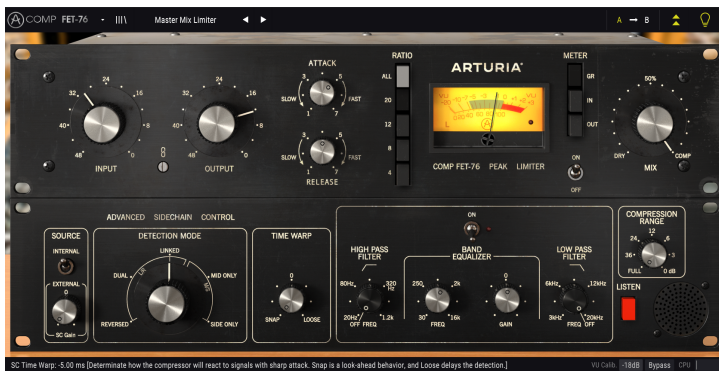 COMP FET-76
Master Mix Limiter
A → B
ATTACK
3 5
SLOW FAST
1 7
RATIO
ALL
20
12
8
4
ARTURIA
VU VU
L
COMP FET-76 PEAK LIMITER
METER
GR
IN
OUT
ON
OFF
50%
DRY COMP
MIX
24
32 16
40 8
48 0
INPUT
24
32 16
40 8
48 0
OUTPUT
3 5
SLOW FAST
1 7
RELEASE
ADVANCED SIDECHAIN CONTROL
SOURCE
INTERNAL
EXTERNAL
0
SC Gain
DETECTION MODE
LINKED
L/R M/S
DUAL MID ONLY
REVERSED SIDE ONLY
TIME WARP
0
SNAP LOOSE
ON
HIGH PASS
FILTER
80Hz 320
Hz
20Hz 1.2k
OFF FREQ
BAND
EQUALIZER
250 2k
30 16k
FREQ
0
GAIN
LOW PASS
FILTER
6kHz 12kHz
3kHz 20kHz
FREQ OFF
COMPRESSION
RANGE
12
24 6
36 3
FULL 0 dB
LISTEN
SC Time Warp: -5.00 ms [Determinate how the compressor will react to signals with sharp attack. Snap is a look-ahead behavior, and Loose delays the detection.]
VU Calib. -18dB Bypass CPU